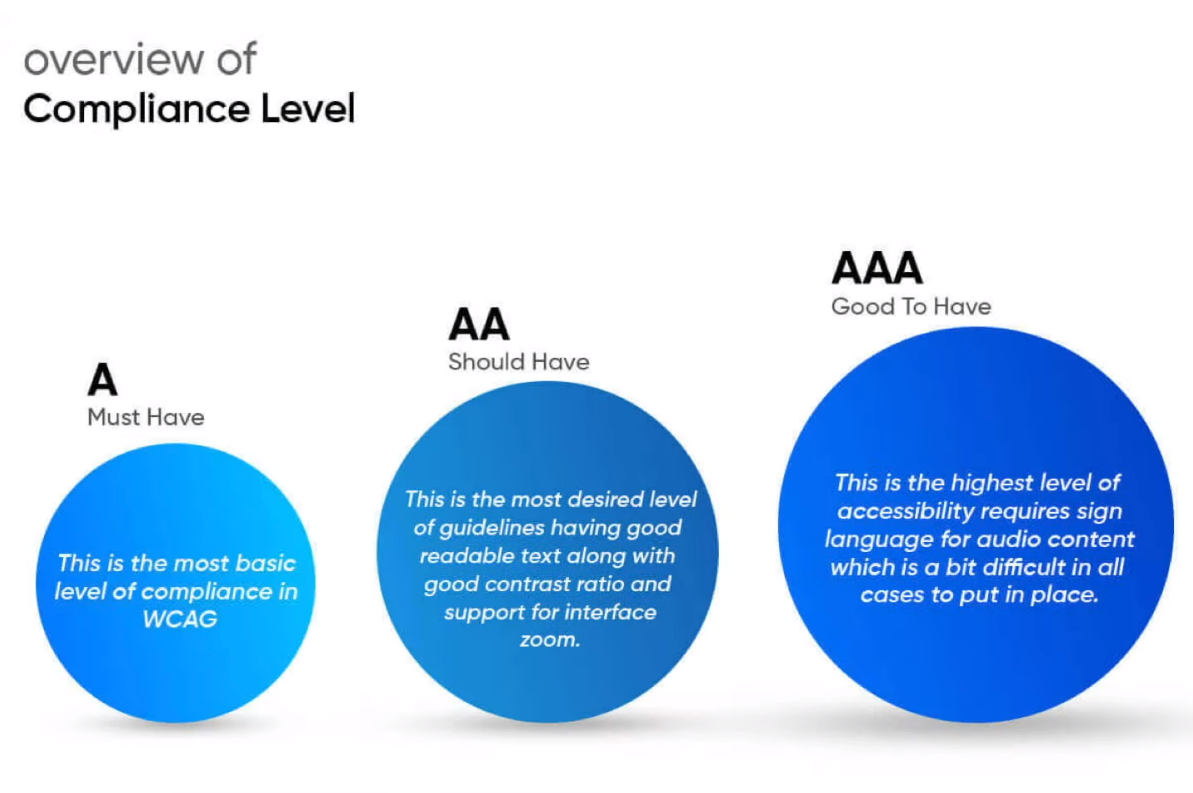 overview of
Compliance Level
A
Must Have
This is the most basic
level of compliance in
WCAG
AA
Should Have
This is the most desired level
of guidelines having good
readable text along with
good contrast ratio and
support for interface
zoom.
AAA
Good To Have
This is the highest level of
accessibility requires sign
language for audio content
which is a bit difficult in all
cases to put in place.